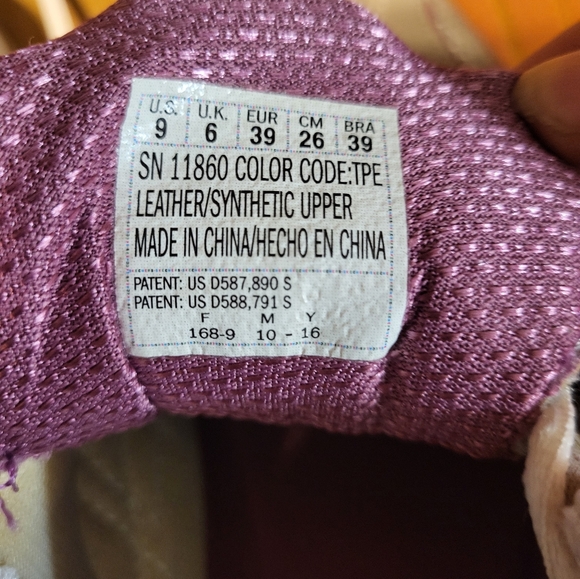 U.S. U.K. EUR CM BRA
9 6 39 26 39
SN 11860 COLOR CODE:TPE
LEATHER/SYNTHETIC UPPER
MADE IN CHINA/HECHO EN CHINA
PATENT: US D587,890 S
PATENT: US D588,791 S
F M Y
168-9 10 - 16